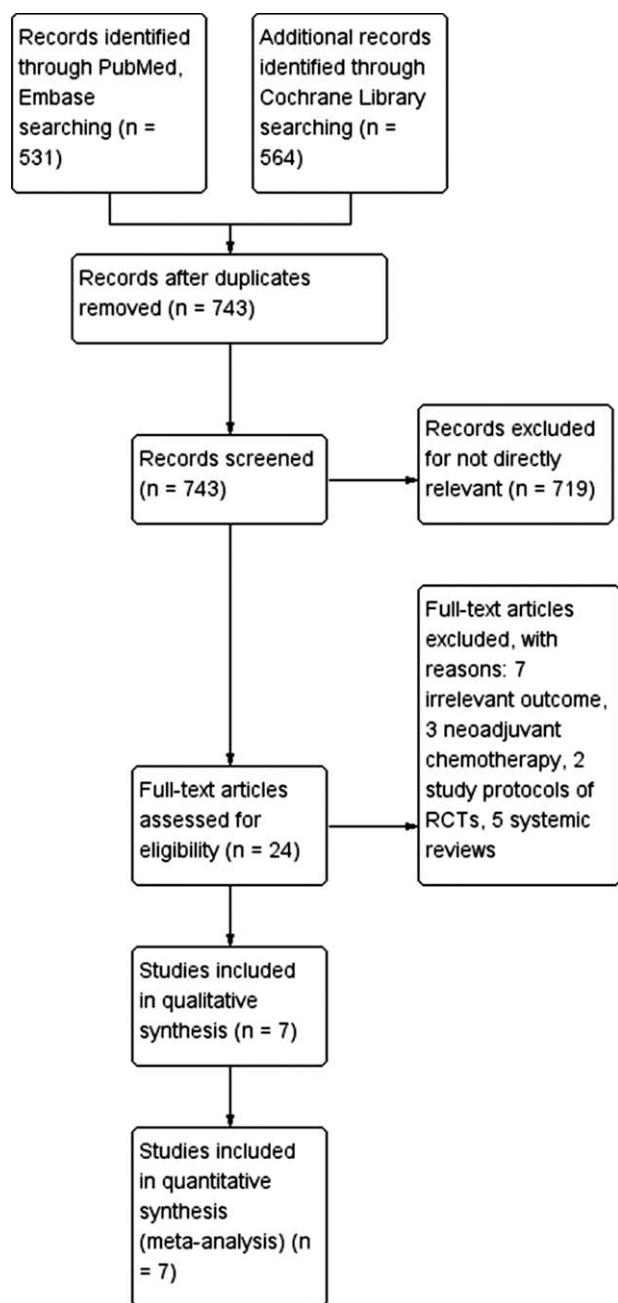 Records identified
through PubMed,
Embase
searching (n =
531)
Additional records
identified through
Cochrane Library
searching (n =
564)
Records after duplicates
removed (n = 743)
Records screened
(n = 743)
Records excluded
for not directly
relevant (n = 719)
Full-text articles
assessed for
eligibility (n = 24)
Full-text articles
excluded, with
reasons: 7
irrelevant outcome,
3 neoadjuvant
chemotherapy, 2
study protocols of
RCTs, 5 systemic
reviews
Studies included
in qualitative
synthesis (n = 7)
Studies included
in quantitative
synthesis
(meta-analysis) (n
= 7)